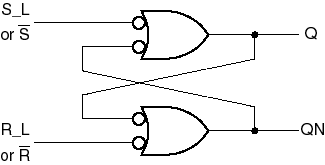 S_L
or S̅
Q
R_L
or R̅
QN